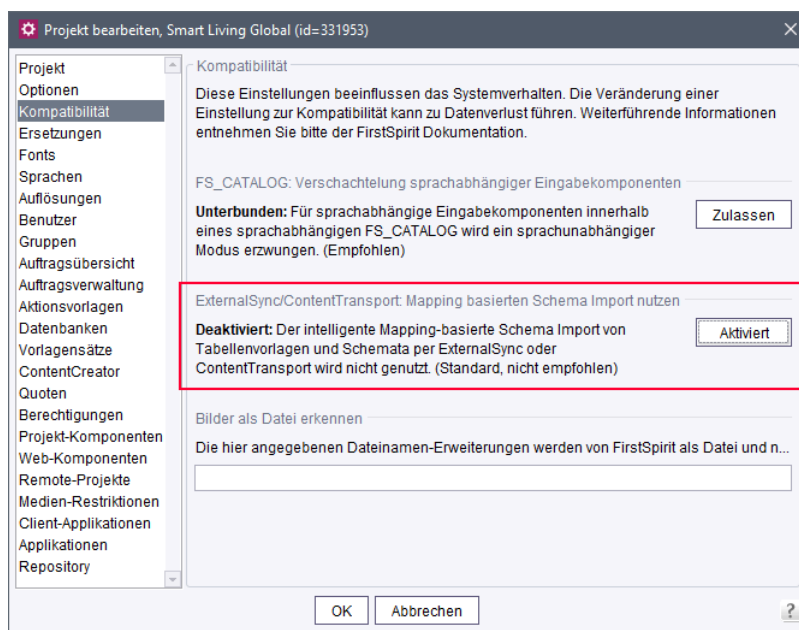 Projekt bearbeiten, Smart Living Global (id=331953)
Projekt
Optionen
Kompatibilität
Ersetzungen
Fonts
Sprachen
Auflösungen
Benutzer
Gruppen
Auftragsübersicht
Auftragsverwaltung
Aktionsvorlagen
Datenbanken
Vorlagensätze
ContentCreator
Quoten
Berechtigungen
Projekt-Komponenten
Web-Komponenten
Remote-Projekte
Medien-Restriktionen
Client-Applikationen
Applikationen
Repository
Kompatibilität
Diese Einstellungen beeinflussen das Systemverhalten. Die Veränderung einer
Einstellung zur Kompatibilität kann zu Datenverlust führen. Weiterführende Informationen
entnehmen Sie bitte der FirstSpirit Dokumentation.
FS_CATALOG: Verschachtelung sprachabhängiger Eingabekomponenten
Unterbunden: Für sprachabhängige Eingabekomponenten innerhalb
eines sprachabhängigen FS_CATALOG wird ein sprachunabhängiger
Modus erzwungen. (Empfohlen)
Zulassen
ExternalSync/ContentTransport: Mapping basierten Schema Import nutzen
Deaktiviert: Der intelligente Mapping-basierte Schema Import von
Tabellenvorlagen und Schemata per ExternalSync oder
ContentTransport wird nicht genutzt. (Standard, nicht empfohlen)
Aktiviert
Bilder als Datei erkennen
Die hier angegebenen Dateinamen-Erweiterungen werden von FirstSpirit als Datei und n...
OK
Abbrechen
?